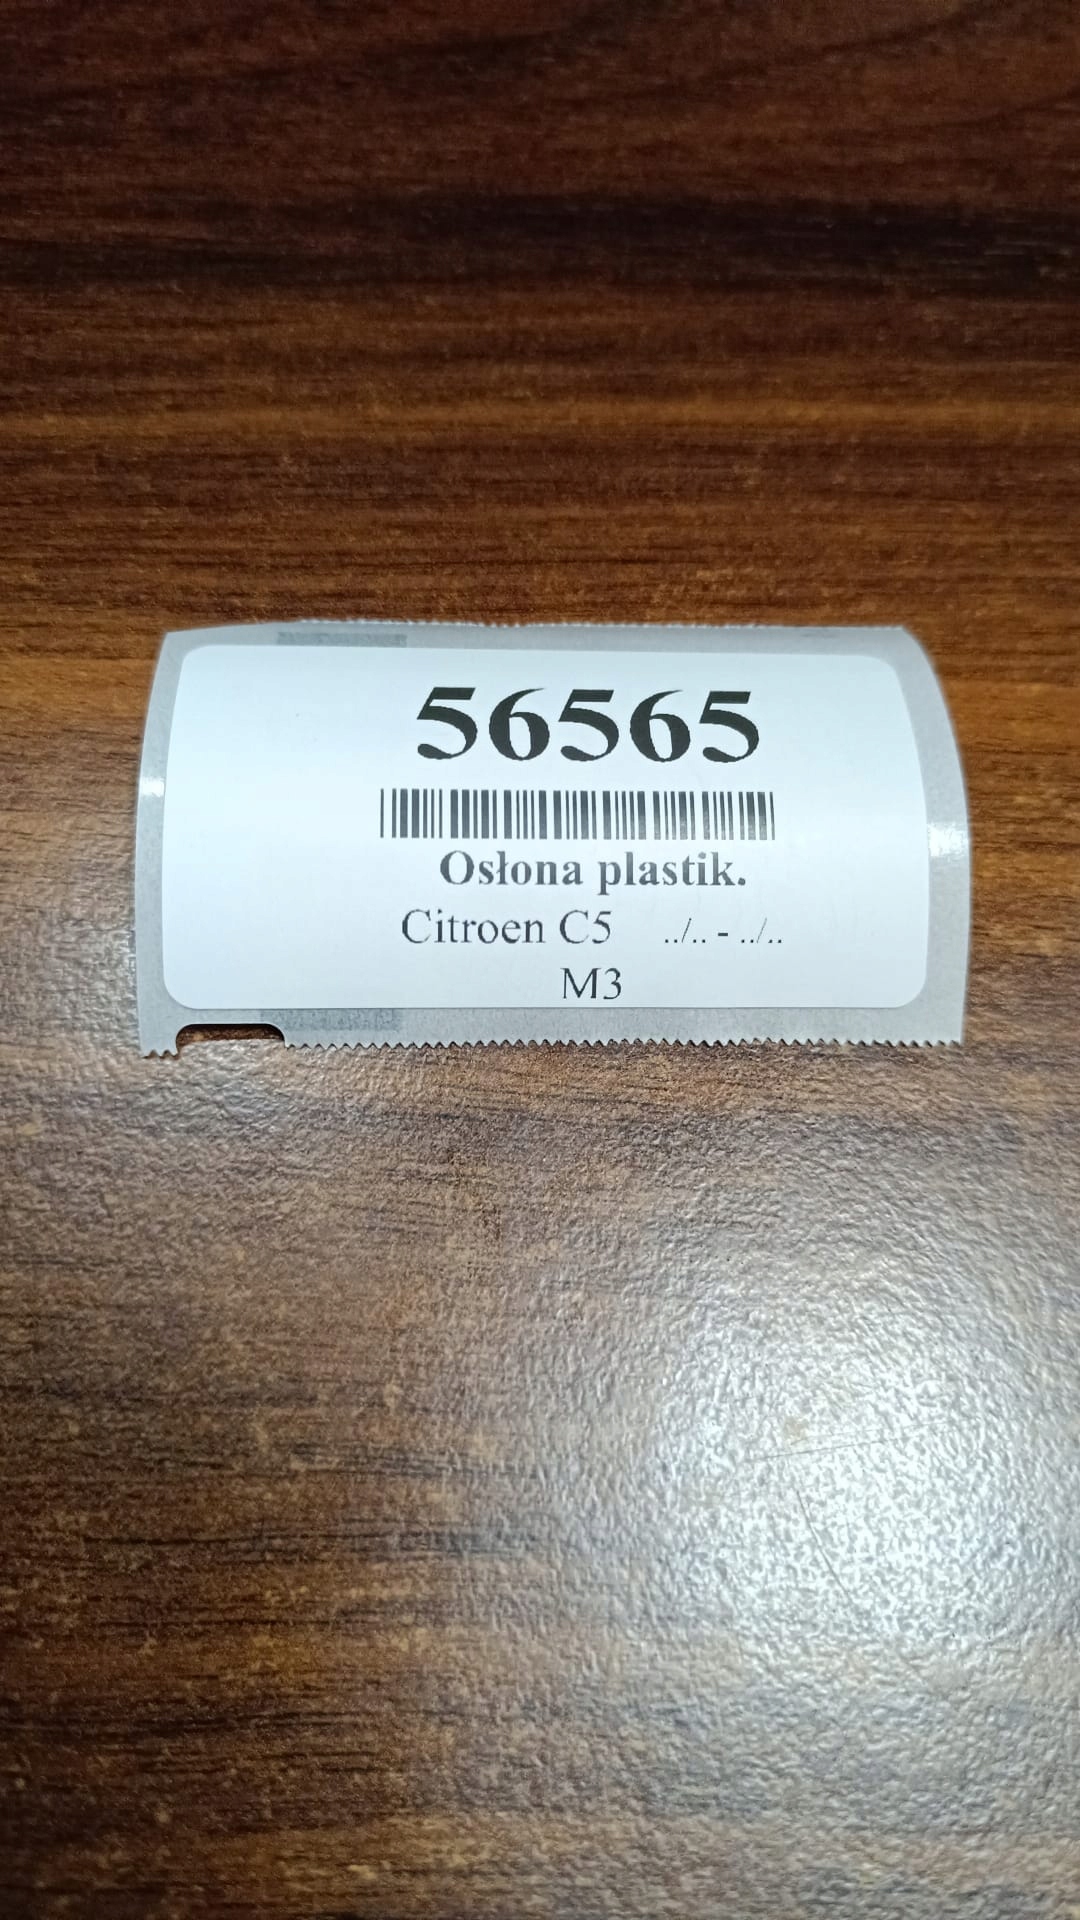 56565
Osłona plastik.
Citroen C5 ../.. - ../..
M3